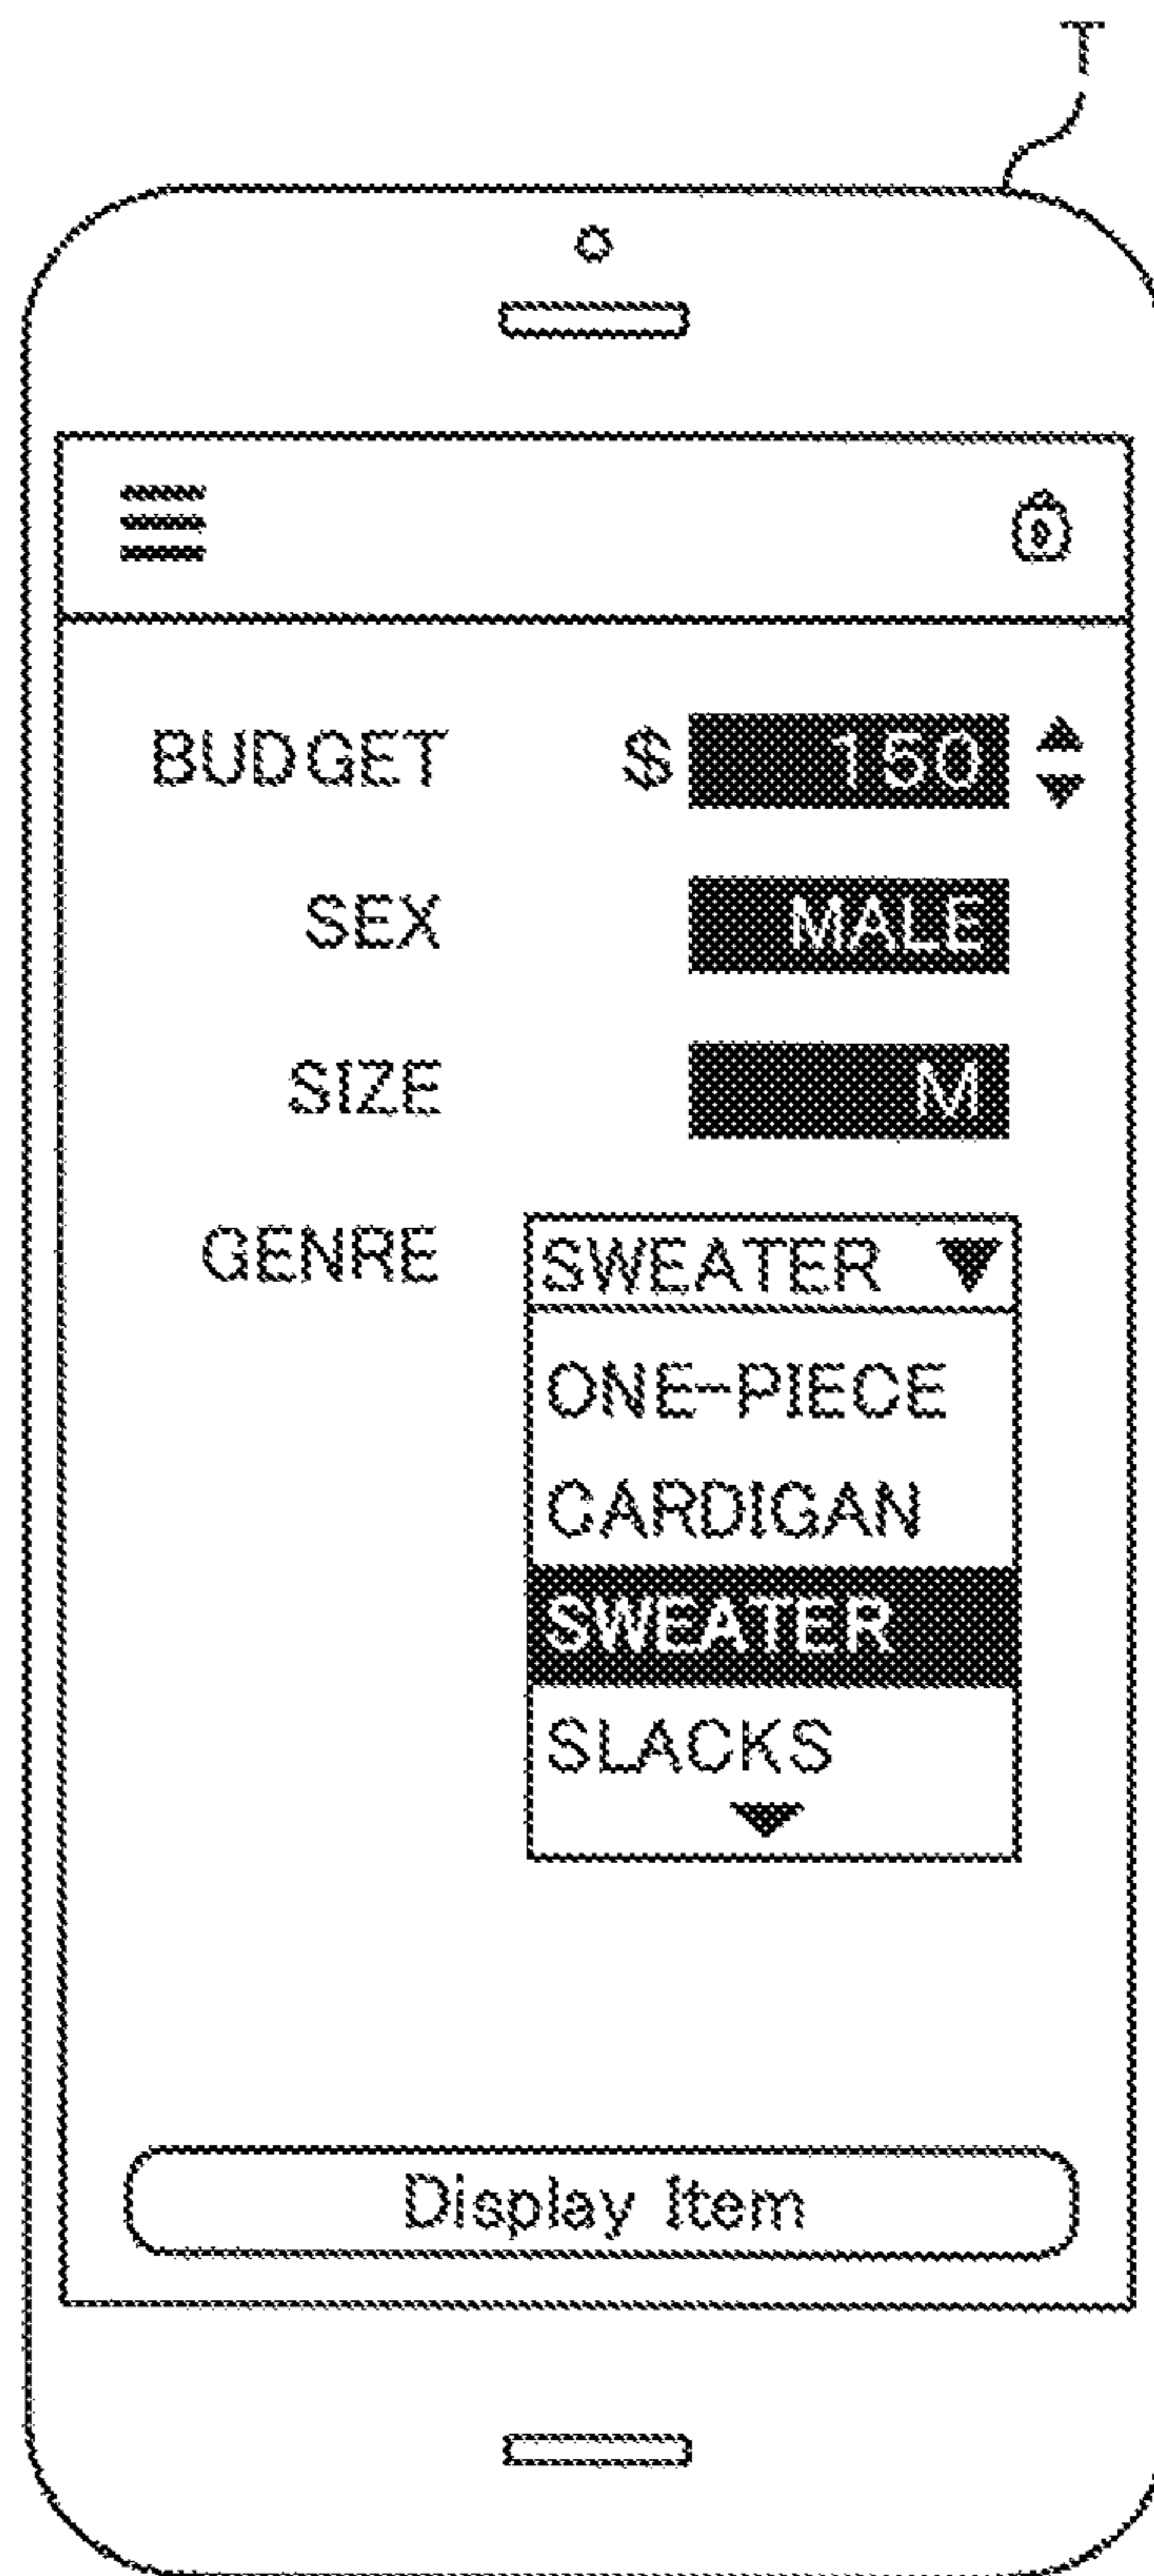 T
BUDGET $ 150
SEX MALE
SIZE M
GENRE SWEATER
ONE-PIECE
CARDIGAN
SWEATER
SLACKS
Display Item